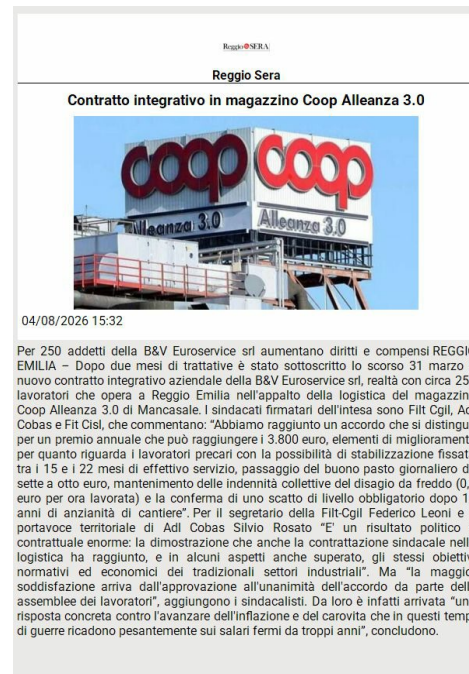 Reggio SERA
Reggio Sera
Contratto integrativo in magazzino Coop Alleanza 3.0
coop coop
Alleanza 3.0 Alleanza 3.0
04/08/2026 15:32
Per 250 addetti della B&V Euroservice srl aumentano diritti e compensi REGGIO
EMILIA – Dopo due mesi di trattative è stato sottoscritto lo scorso 31 marzo
nuovo contratto integrativo aziendale della B&V Euroservice srl, realtà con circa 25
lavoratori che opera a Reggio Emilia nell'appalto della logistica del magazzin
Coop Alleanza 3.0 di Mancasale. I sindacati firmatari dell'intesa sono Filt Cgil, Ad
Cobas e Fit Cisl, che commentano: “Abbiamo raggiunto un accordo che si distingu
per un premio annuale che può raggiungere i 3.800 euro, elementi di migliorament
per quanto riguarda i lavoratori precari con la possibilità di stabilizzazione fissat
tra i 15 e i 22 mesi di effettivo servizio, passaggio del buono pasto giornaliero d
sette a otto euro, mantenimento delle indennità collettive del disagio da freddo (0,
euro per ora lavorata) e la conferma di uno scatto di livello obbligatorio dopo 1
anni di anzianità di cantiere”. Per il segretario della Filt-Cgil Federico Leoni e
portavoce territoriale di Adl Cobas Silvio Rosato “E' un risultato politico
contrattuale enorme: la dimostrazione che anche la contrattazione sindacale nell
logistica ha raggiunto, e in alcuni aspetti anche superato, gli stessi obiettiv
normativi ed economici dei tradizionali settori industriali”. Ma “la maggio
soddisfazione arriva dall'approvazione all'unanimità dell'accordo da parte dell
assemblee dei lavoratori”, aggiungono i sindacalisti. Da loro è infatti arrivata “un
risposta concreta contro l'avanzare dell'inflazione e del carovita che in questi temp
di guerre ricadono pesantemente sui salari fermi da troppi anni”, concludono.